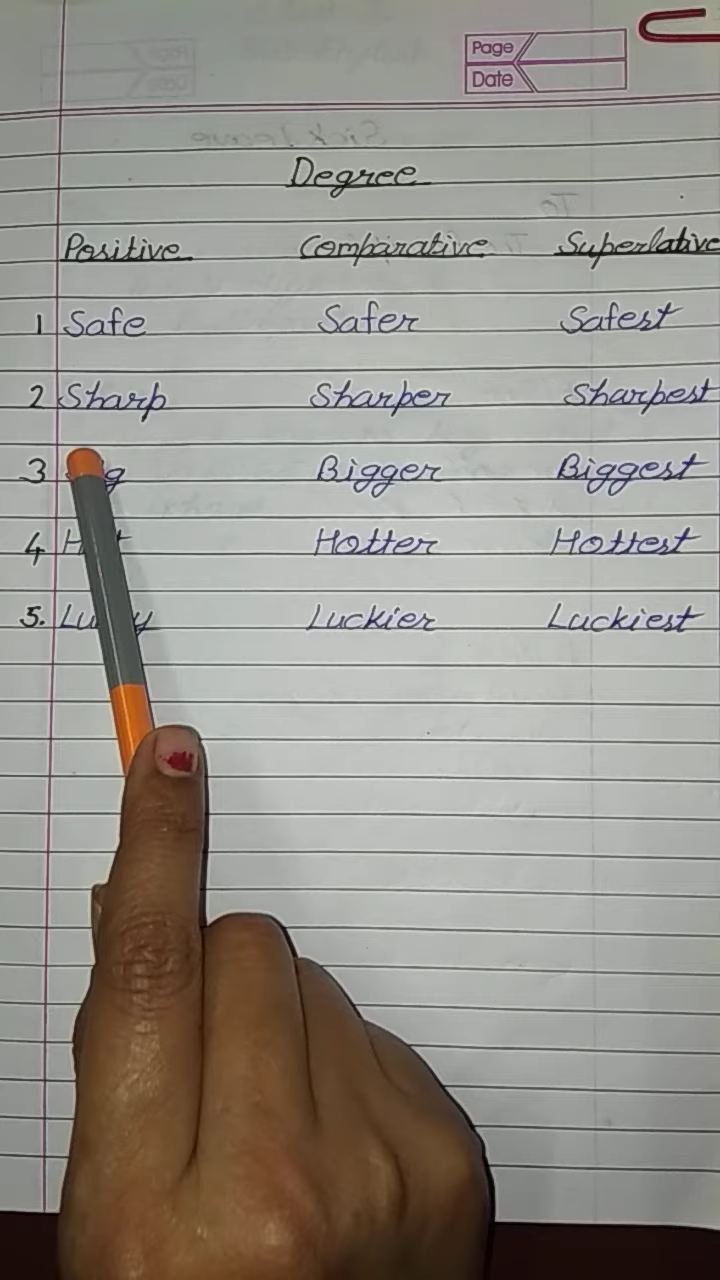 Page
Date
Degree
Positive Comparative Superlative
1 Safe Safer Safest
2 Sharp Sharper Sharpest
3 Bigger Biggest
4 Hotter Hottest
5. Luckier Luckiest